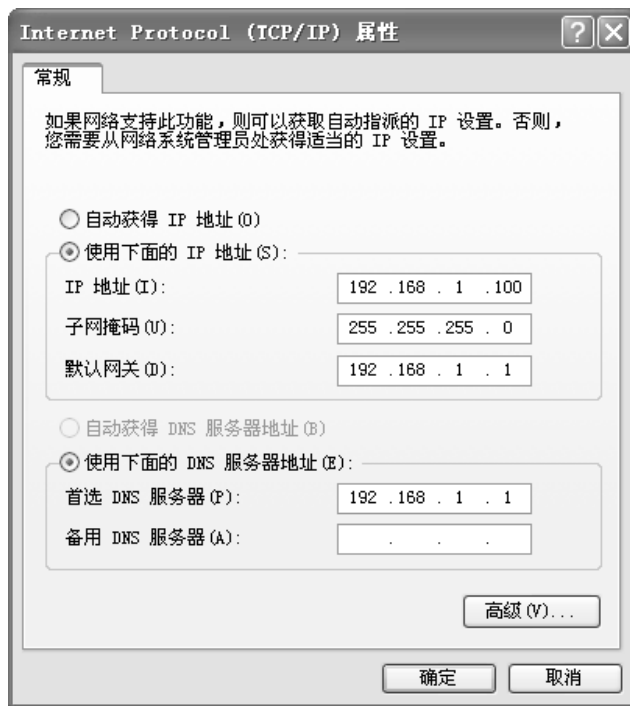 Internet Protocol (TCP/IP) 属性
常规
如果网络支持此功能，则可以获取自动指派的 IP 设置。否则，
您需要从网络系统管理员处获得适当的 IP 设置。
自动获得 IP 地址(O)
使用下面的 IP 地址(S):
IP 地址(I): 192 .168 . 1 .100
子网掩码(U): 255 .255 .255 . 0
默认网关(D): 192 .168 . 1 . 1
自动获得 DNS 服务器地址(B)
使用下面的 DNS 服务器地址(E):
首选 DNS 服务器(P): 192 .168 . 1 . 1
备用 DNS 服务器(A): . . .
高级(V)...
确定 取消